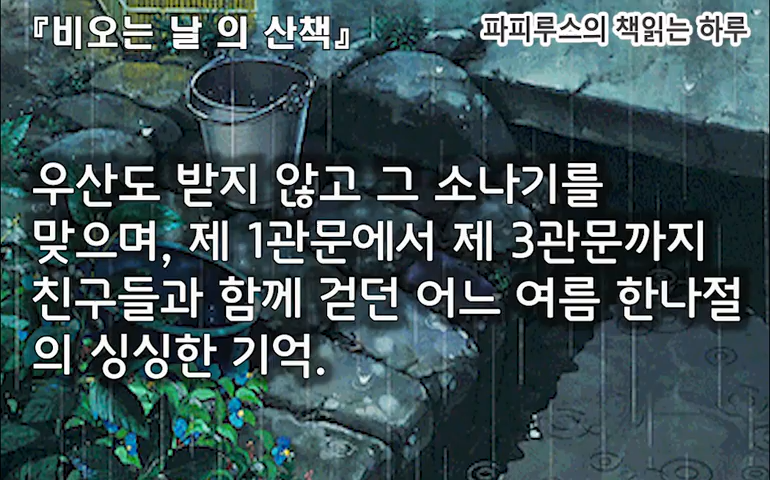 『비오는 날 의 산책』
파피루스의 책읽는 하루
우산도 받지 않고 그 소나기를
맞으며, 제 1관문에서 제 3관문까지
친구들과 함께 걷던 어느 여름 한나절
의 싱싱한 기억.